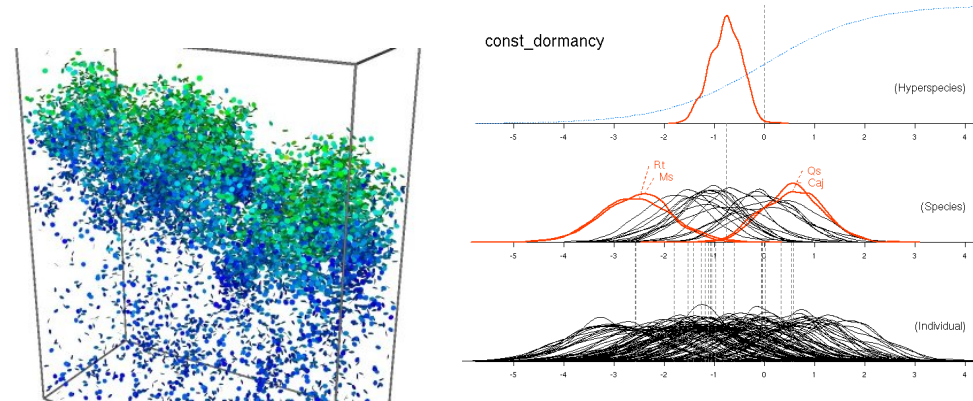 const_dormancy
(Hyperspecies)
-5 -4 -3 -2 -1 0 1 2 3 4
Rt
Ms
Qs
Caj
(Species)
-5 -4 -3 -2 -1 0 1 2 3 4
(Individual)
-5 -4 -3 -2 -1 0 1 2 3 4